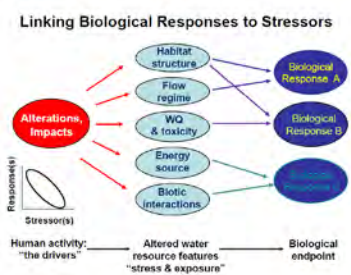 Linking Biological Responses to Stressors
Habitat
structure
Flow
regime
Alterations,
Impacts
WQ
& toxicity
Energy
source
Biotic
interactions
Biological
Response A
Biological
Response B
Response(s)
Stressor(s)
Human activity:
"the drivers"
Altered water
resource features
"stress & exposure"
Biological
endpoint